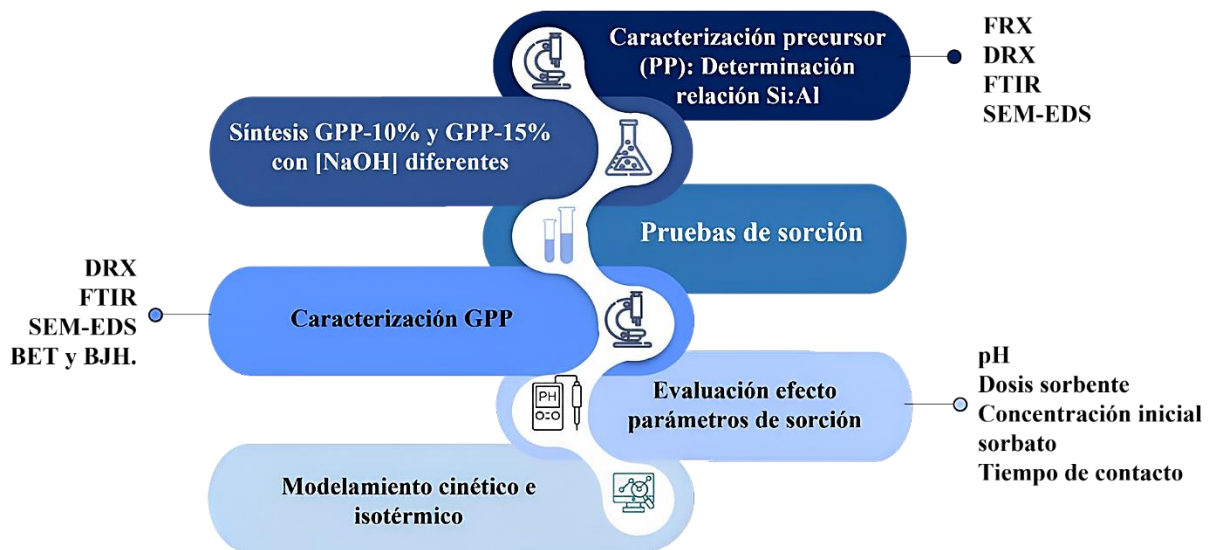 Caracterización precursor
(PP): Determinación
relación Si:Al
FRX
DRX
FTIR
SEM-EDS
Síntesis GPP-10% y GPP-15%
con [NaOH] diferentes
Pruebas de sorción
DRX
FTIR
SEM-EDS
BET y BJH.
Caracterización GPP
PH
Evaluación efecto
parámetros de sorción
pH
Dosis sorbente
Concentración inicial
sorbato
Tiempo de contacto
Modelamiento cinético e
isotérmico